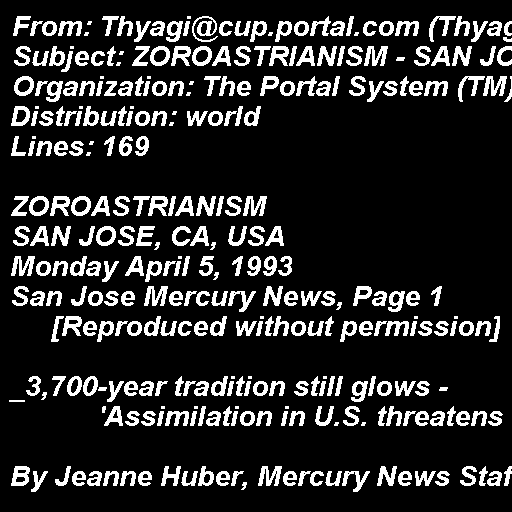 From: Thyagi@cup.portal.com (Thyag
Subject: ZOROASTRIANISM - SAN JO
Organization: The Portal System (TM)
Distribution: world
Lines: 169
ZOROASTRIANISM
SAN JOSE, CA, USA
Monday April 5, 1993
San Jose Mercury News, Page 1
[Reproduced without permission]
_3,700-year tradition still glows -
'Assimilation in U.S. threatens
By Jeanne Huber, Mercury News Staf